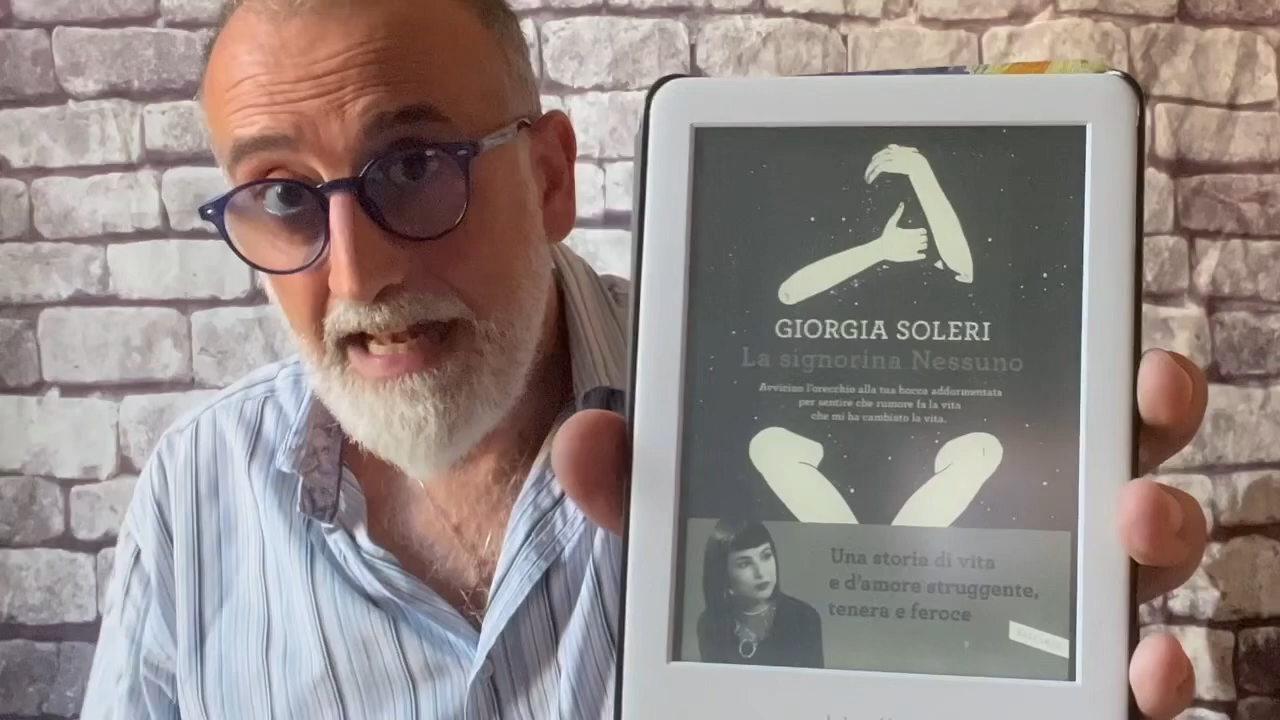 GIORGIA SOLERI
La signorina Nessuno
Avvicino l'orecchio alla tua bocca addormentata
per sentire che rumore fa la vita
che mi ha cambiato la vita.
Una storia di vita
e d'amore struggente,
tenera e feroce